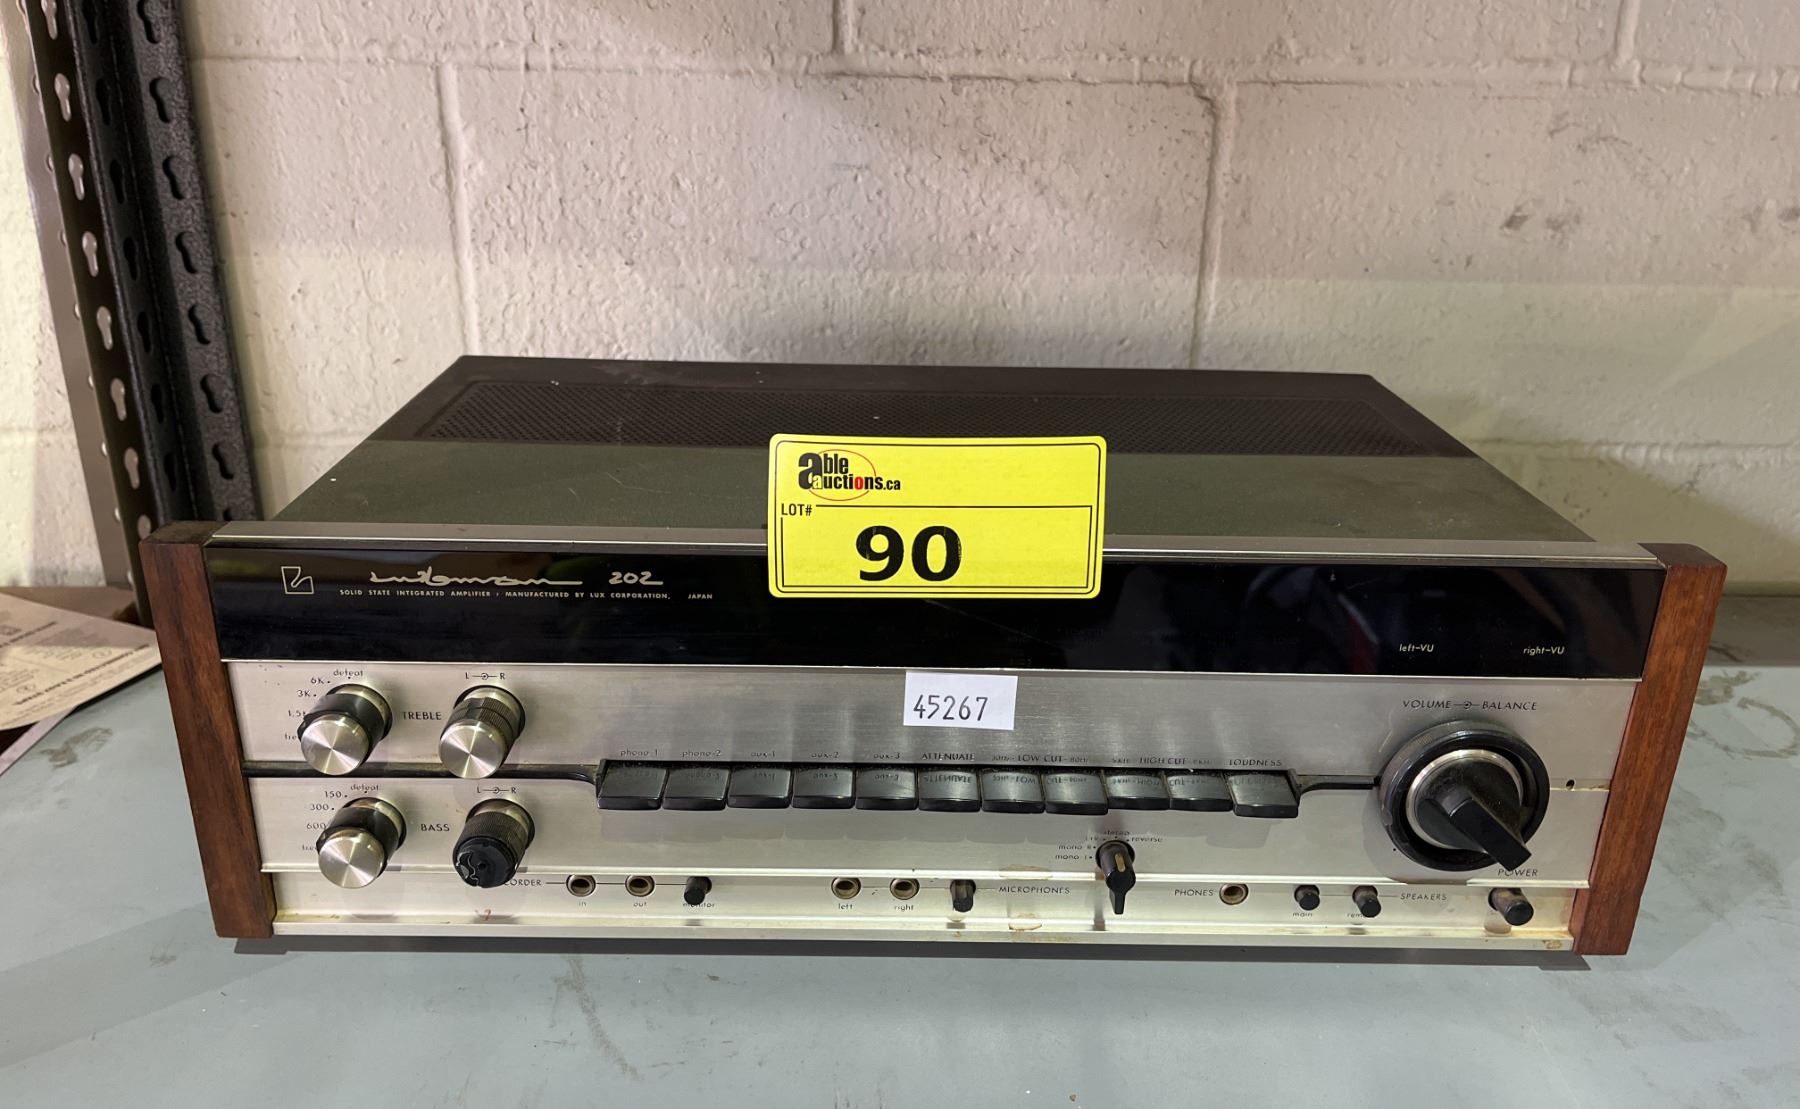 able
auctions.ca
LOT#
90
Luxman 202
SOLID STATE INTEGRATED AMPLIFIER / MANUFACTURED BY LUX CORPORATION, JAPAN
left-VU right-VU
45267
defeat
6K.
3K.
TREBLE
L R
VOLUME BALANCE
phono-1 phono-2 aux-1 aux-2 aux-3 ATTENUATE LOW CUT HIGH CUT LOUDNESS
defeat
150.
300.
600
BASS
L R
stereo
reverse
mono R
mono L
POWER
in out monitor
left right
MICROPHONES
PHONES
main
SPEAKERS